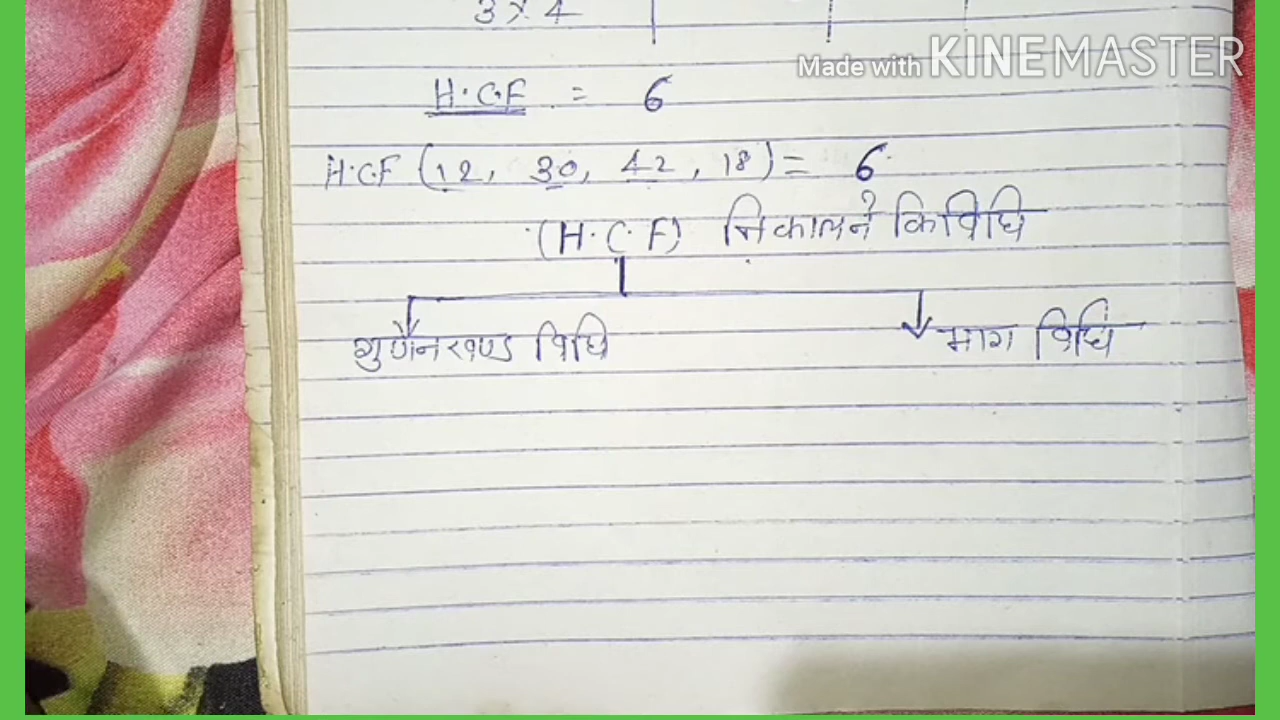 3 x 4
Made with KINEMASTER
H.C.F = 6
H.C.F (12, 30, 42, 18) = 6
(H.C.F) निकालने कि विधि
गुणनखण्ड विधि
भाग विधि